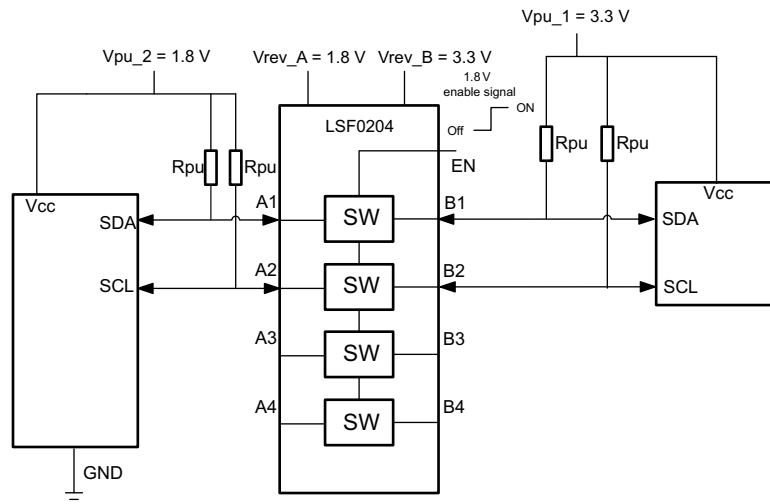 Vpu_1 = 3.3 V
Vpu_2 = 1.8 V
Vrev_A = 1.8 V
Vrev_B = 3.3 V
1.8 V
enable signal
ON
Off
LSF0204
EN
Rpu
Rpu
Rpu
Rpu
Vcc
SDA
SCL
GND
A1
SW
B1
A2
SW
B2
A3
SW
B3
A4
SW
B4
Vcc
SDA
SCL